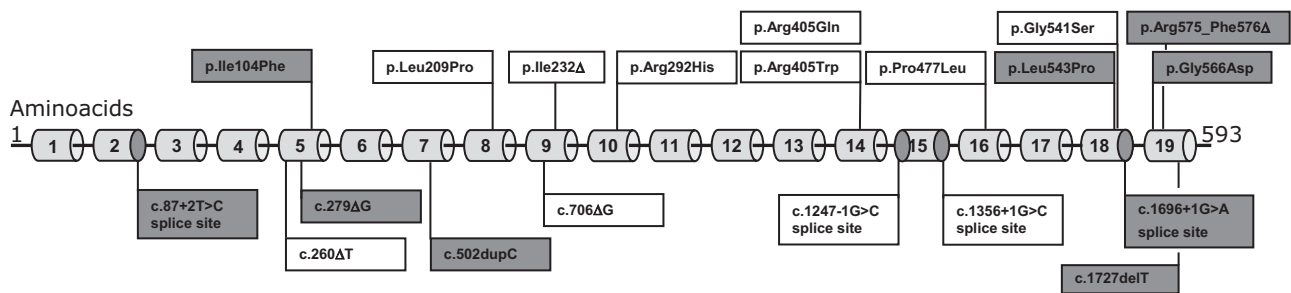 p.Arg405Gln
p.Gly541Ser
p.Arg575_Phe576Δ
p.Ile104Phe
p.Leu209Pro
p.Ile232Δ
p.Arg292His
p.Arg405Trp
p.Pro477Leu
p.Leu543Pro
p.Gly566Asp
Aminoacids
1
593
1 2 3 4 5 6 7 8 9 10 11 12 13 14 15 16 17 18 19
c.87+2T>C
splice site
c.279ΔG
c.260ΔT
c.502dupC
c.706ΔG
c.1247-1G>C
splice site
c.1356+1G>C
splice site
c.1696+1G>A
splice site
c.1727delT